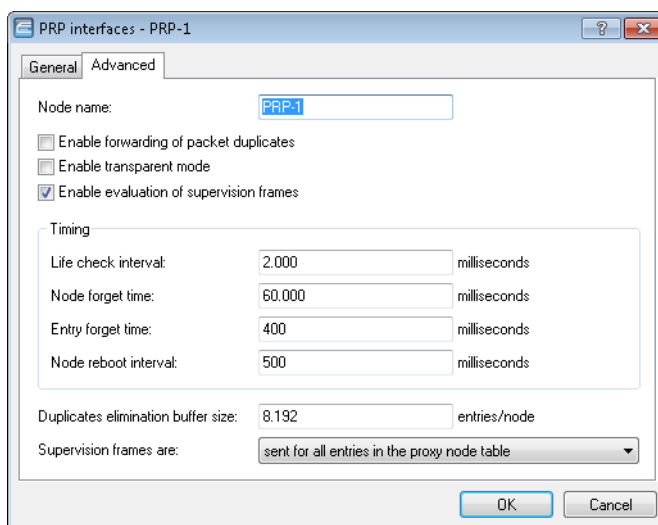 PRP interfaces - PRP-1
General Advanced
Node name: PRP-1
Enable forwarding of packet duplicates
Enable transparent mode
Enable evaluation of supervision frames
Timing
Life check interval: 2.000 milliseconds
Node forget time: 60.000 milliseconds
Entry forget time: 400 milliseconds
Node reboot interval: 500 milliseconds
Duplicates elimination buffer size: 8.192 entries/node
Supervision frames are: sent for all entries in the proxy node table
OK Cancel